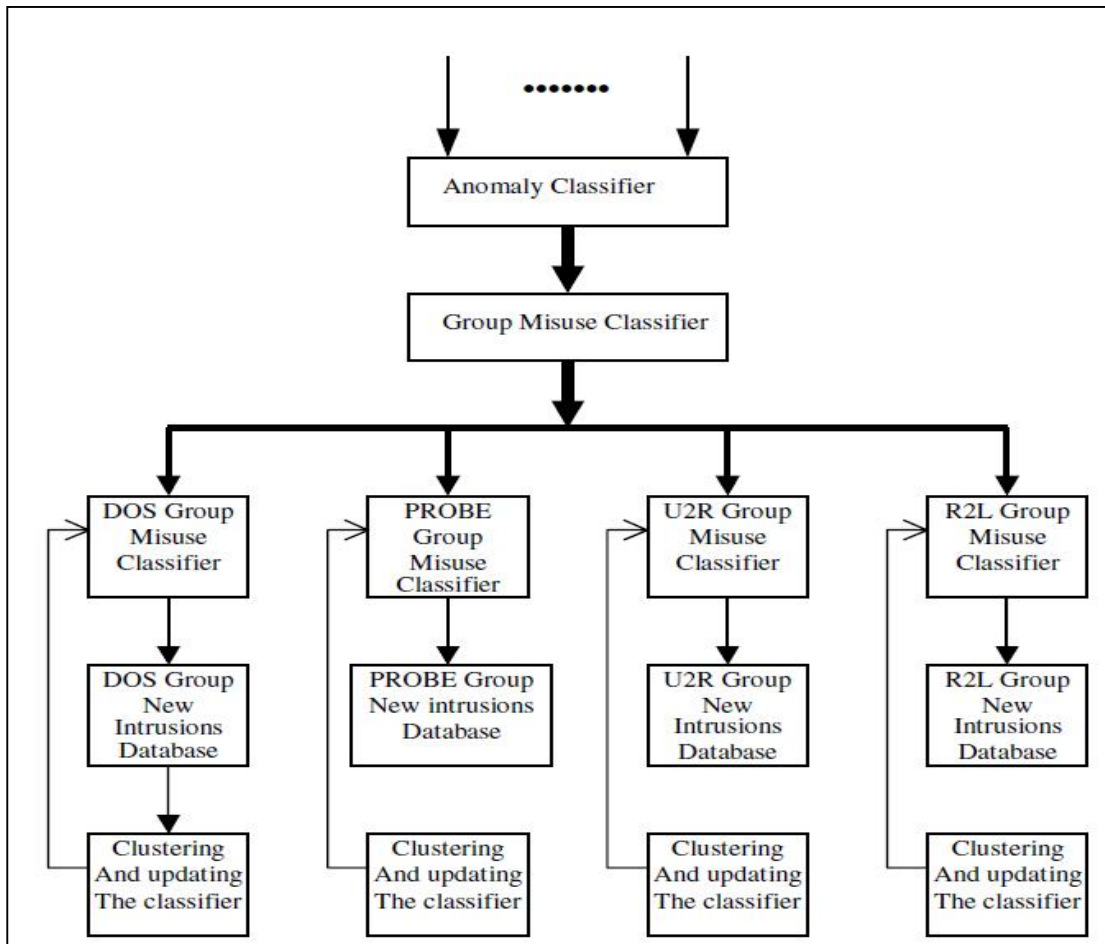 Anomaly Classifier
Group Misuse Classifier
DOS Group
Misuse
Classifier
PROBE
Group
Misuse
Classifier
U2R Group
Misuse
Classifier
R2L Group
Misuse
Classifier
DOS Group
New
Intrusions
Database
PROBE Group
New intrusions
Database
U2R Group
New
Intrusions
Database
R2L Group
New
Intrusions
Database
Clustering
And updating
The classifier
Clustering
And updating
The classifier
Clustering
And updating
The classifier
Clustering
And updating
The classifier